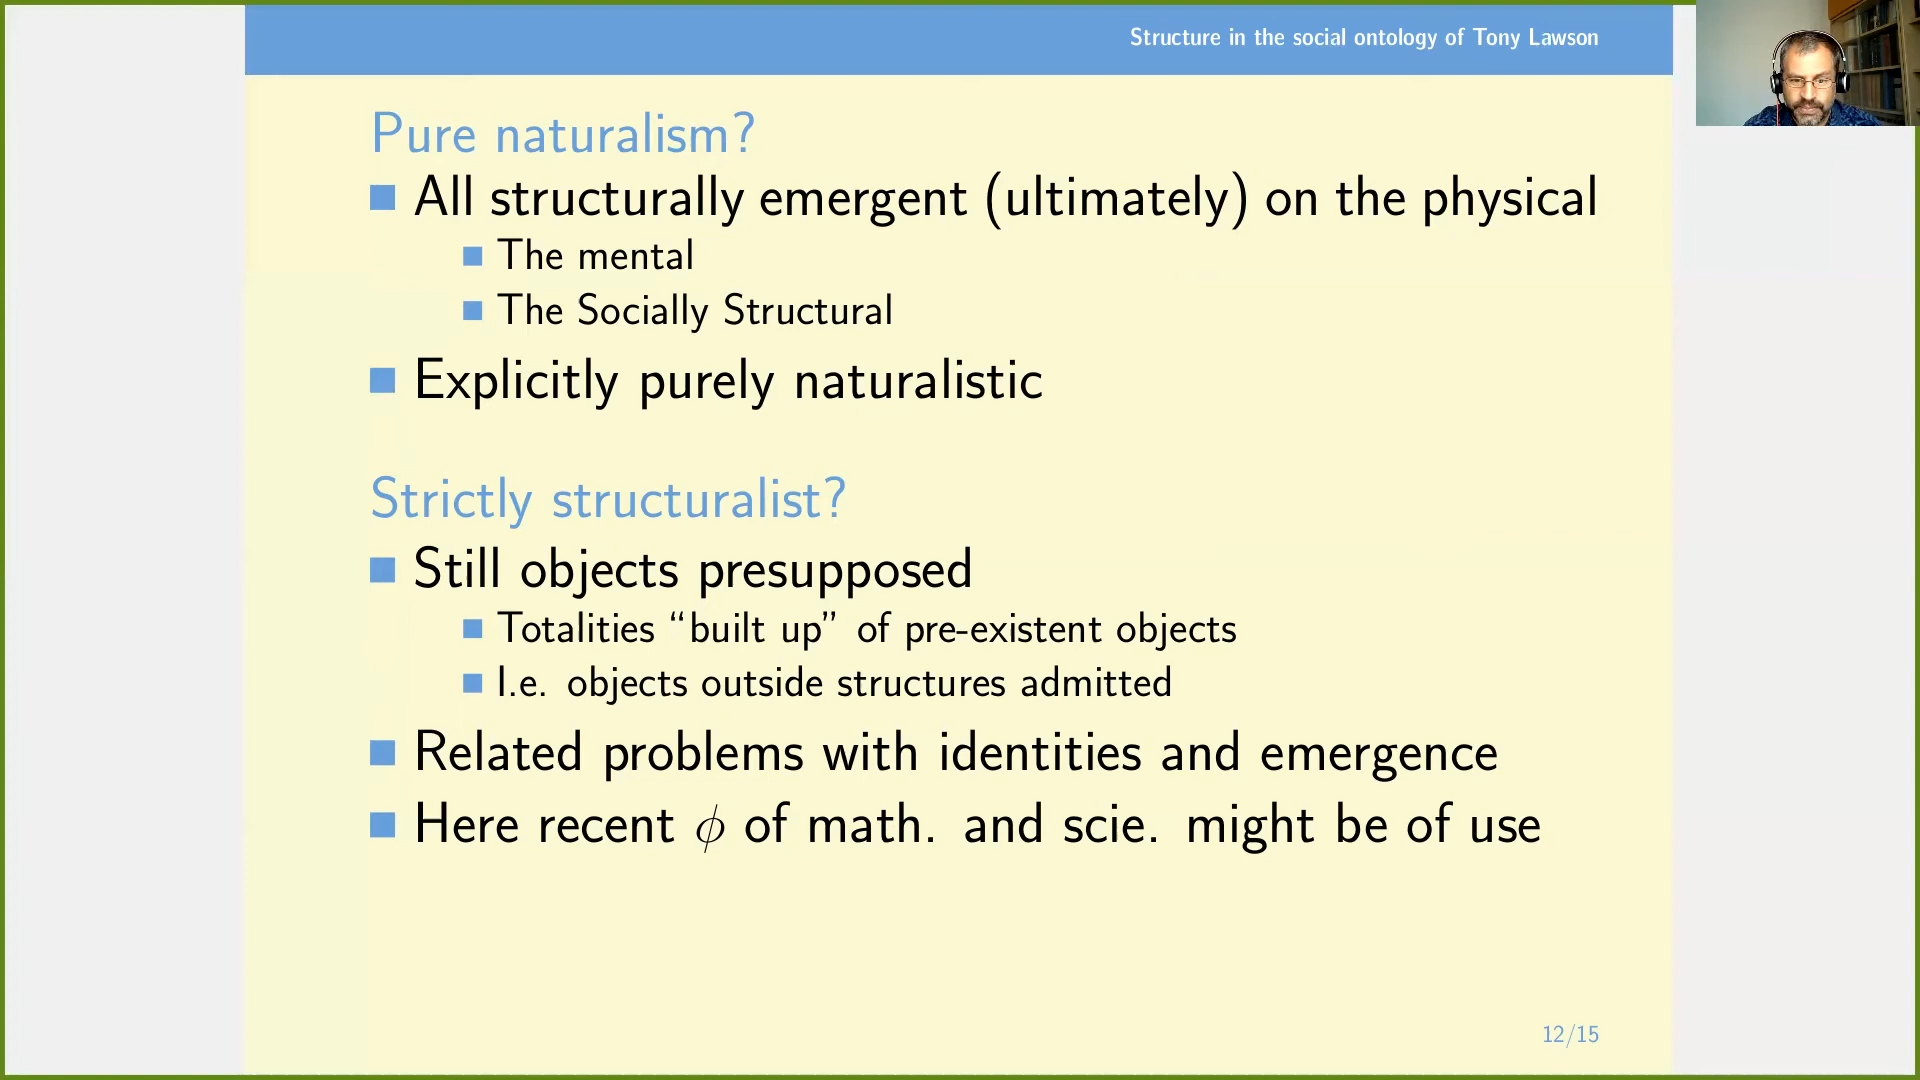 Structure in the social ontology of Tony Lawson
Pure naturalism?
All structurally emergent (ultimately) on the physical
The mental
The Socially Structural
Explicitly purely naturalistic
Strictly structuralist?
Still objects presupposed
Totalities “built up” of pre-existent objects
I.e. objects outside structures admitted
Related problems with identities and emergence
Here recent ϕ of math. and scie. might be of use
12/15